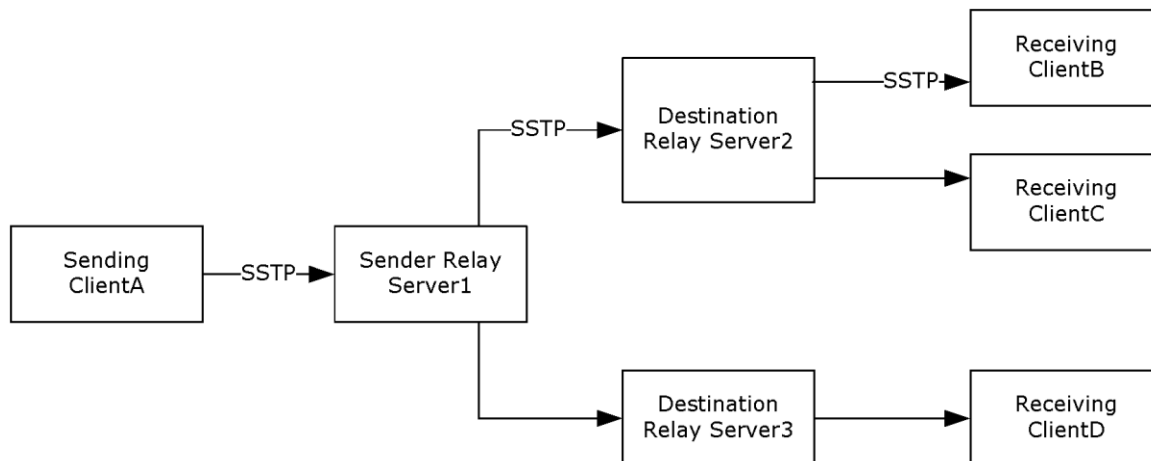 Receiving
ClientB
SSTP
Destination
Relay Server2
SSTP
Receiving
ClientC
Sending
ClientA
SSTP
Sender Relay
Server1
Destination
Relay Server3
Receiving
ClientD